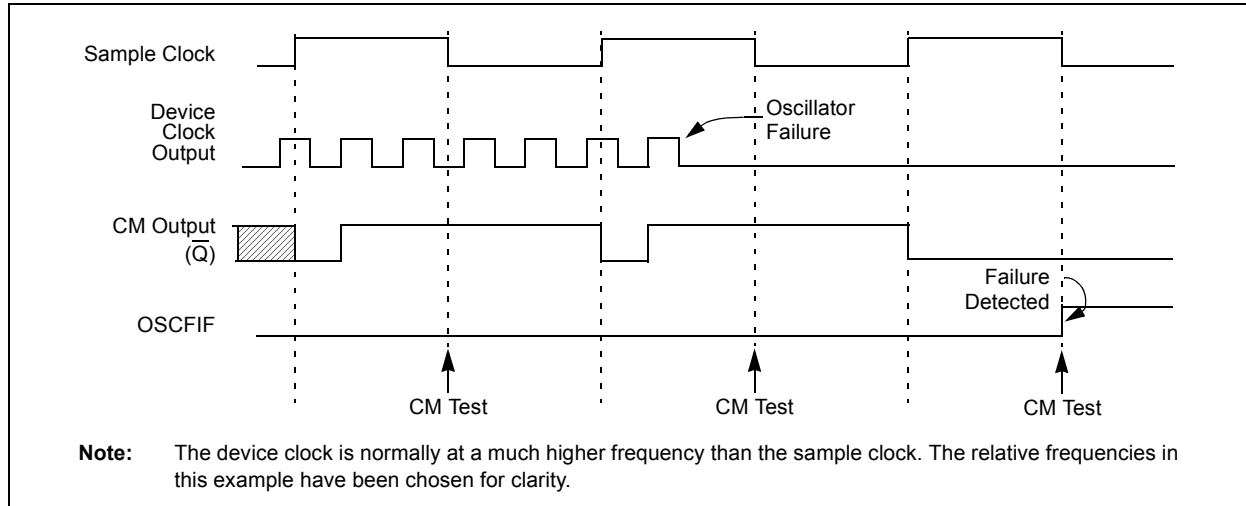 Sample Clock
Device
Clock
Output
Oscillator
Failure
CM Output
(Q̅)
Failure
Detected
OSCFIF
CM Test
CM Test
CM Test
Note: The device clock is normally at a much higher frequency than the sample clock. The relative frequencies in
this example have been chosen for clarity.